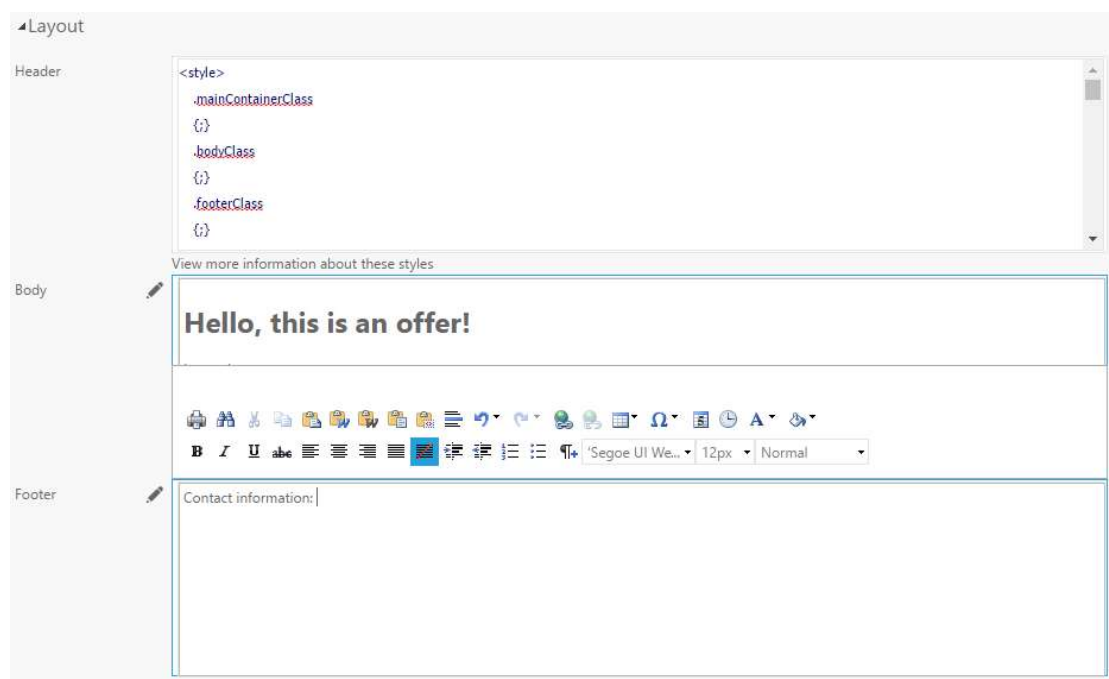 Layout
Header
<style>
.mainContainerClass
{;}
.bodyClass
{;}
.footerClass
{;}
View more information about these styles
Body
Hello, this is an offer!
B I U abc 'Segoe UI We... 12px Normal
Footer
Contact information: